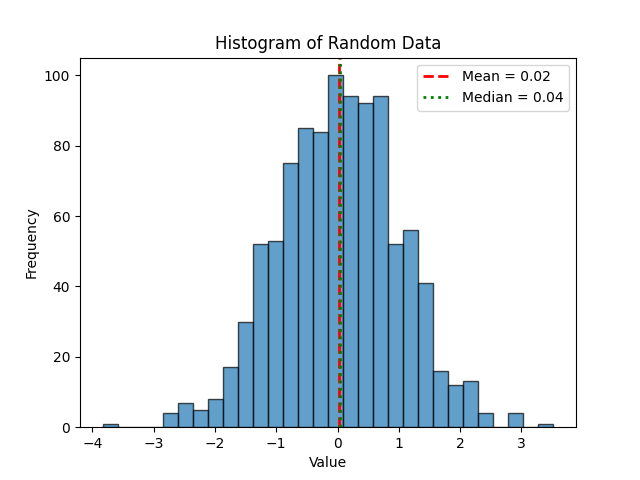 Histogram of Random Data
Mean = 0.02
Median = 0.04
100
80
60
40
20
0
Frequency
−4
−3
−2
−1
0
1
2
3
Value